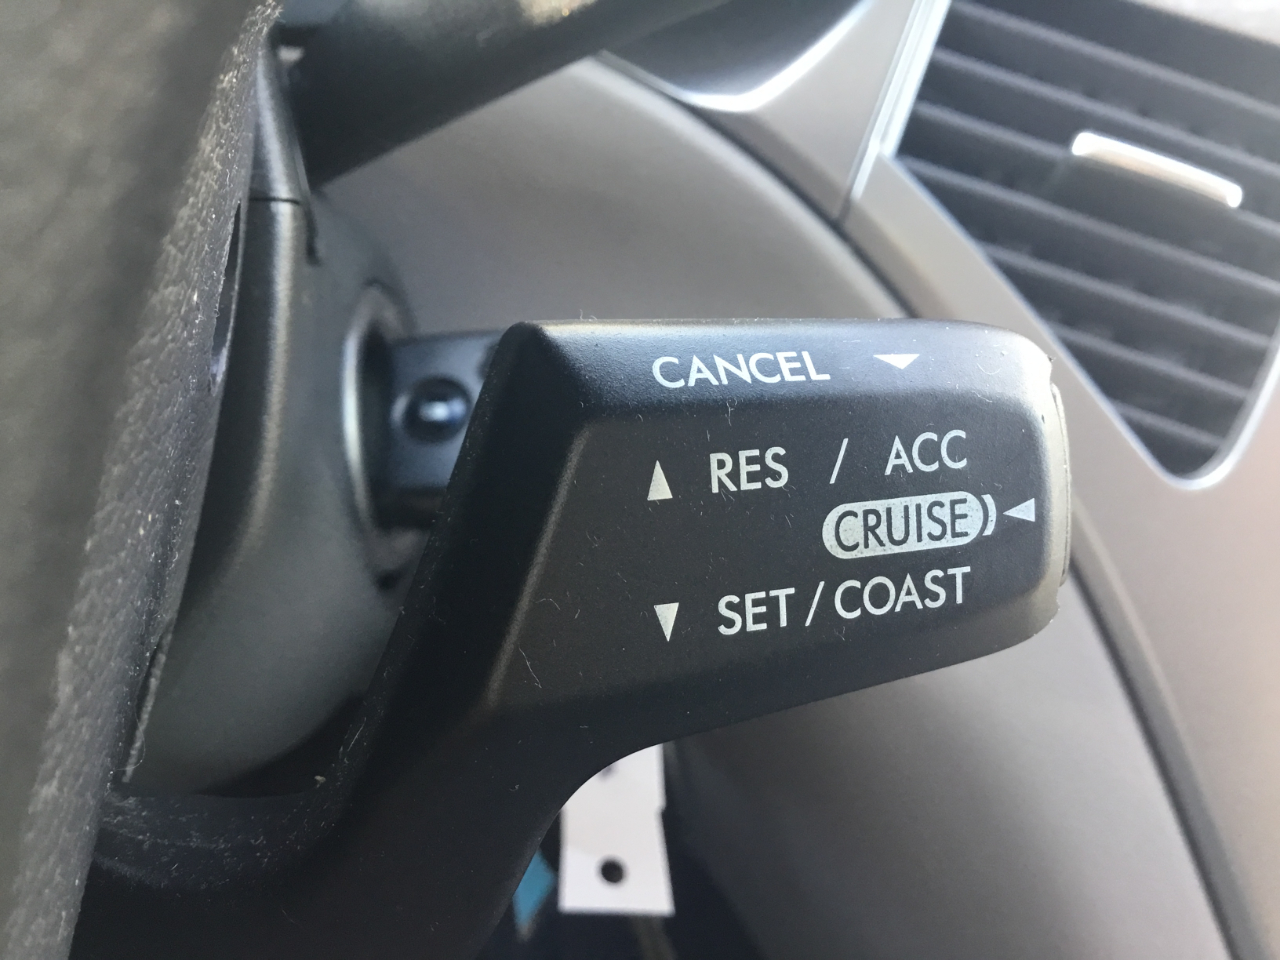 CANCEL
RES / ACC
CRUISE
SET / COAST